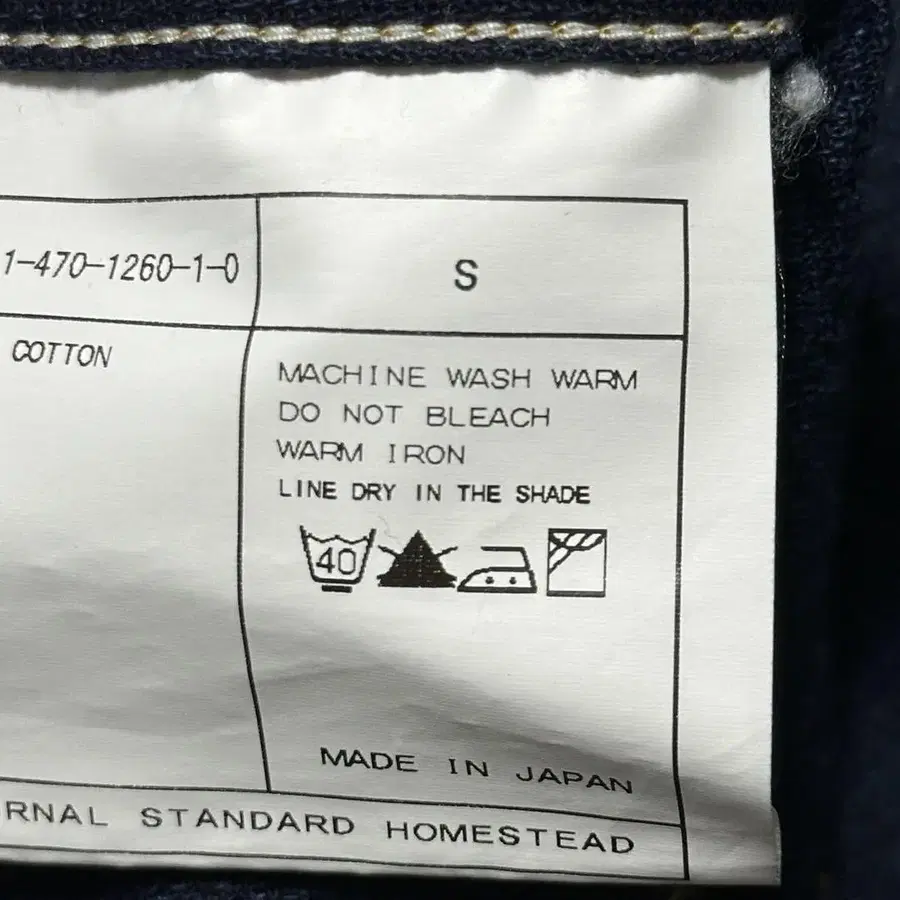 1-470-1260-1-0
S
COTTON
MACHINE WASH WARM
DO NOT BLEACH
WARM IRON
LINE DRY IN THE SHADE
40
MADE IN JAPAN
RNAL STANDARD HOMESTEAD